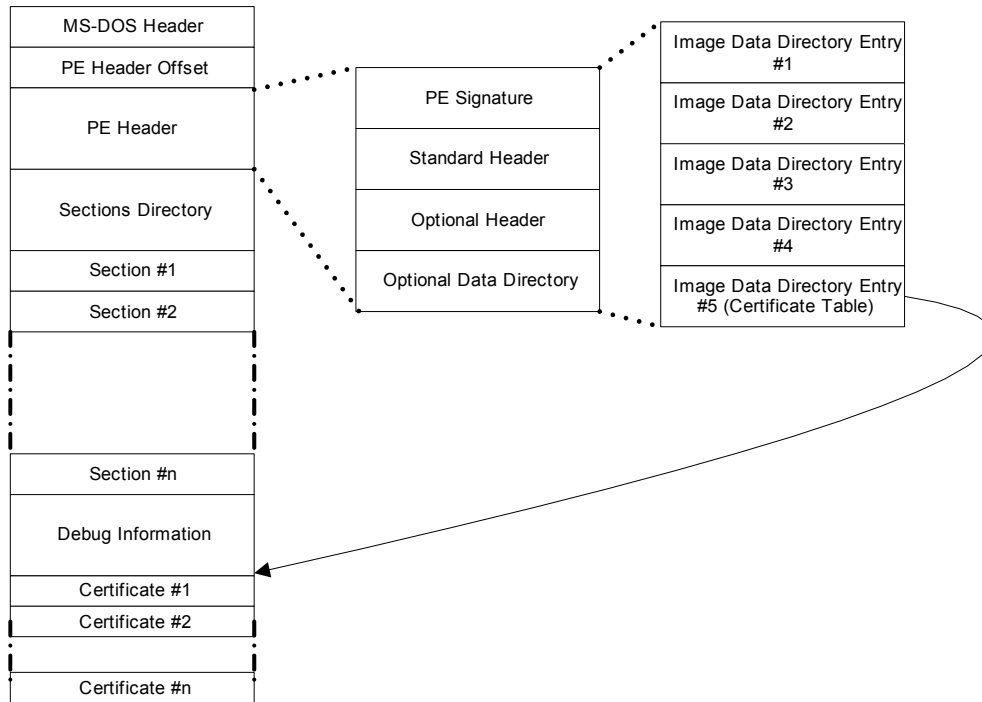 MS-DOS Header
PE Header Offset
PE Header
Sections Directory
Section #1
Section #2
Section #n
Debug Information
Certificate #1
Certificate #2
Certificate #n
PE Signature
Standard Header
Optional Header
Optional Data Directory
Image Data Directory Entry
#1
Image Data Directory Entry
#2
Image Data Directory Entry
#3
Image Data Directory Entry
#4
Image Data Directory Entry
#5 (Certificate Table)